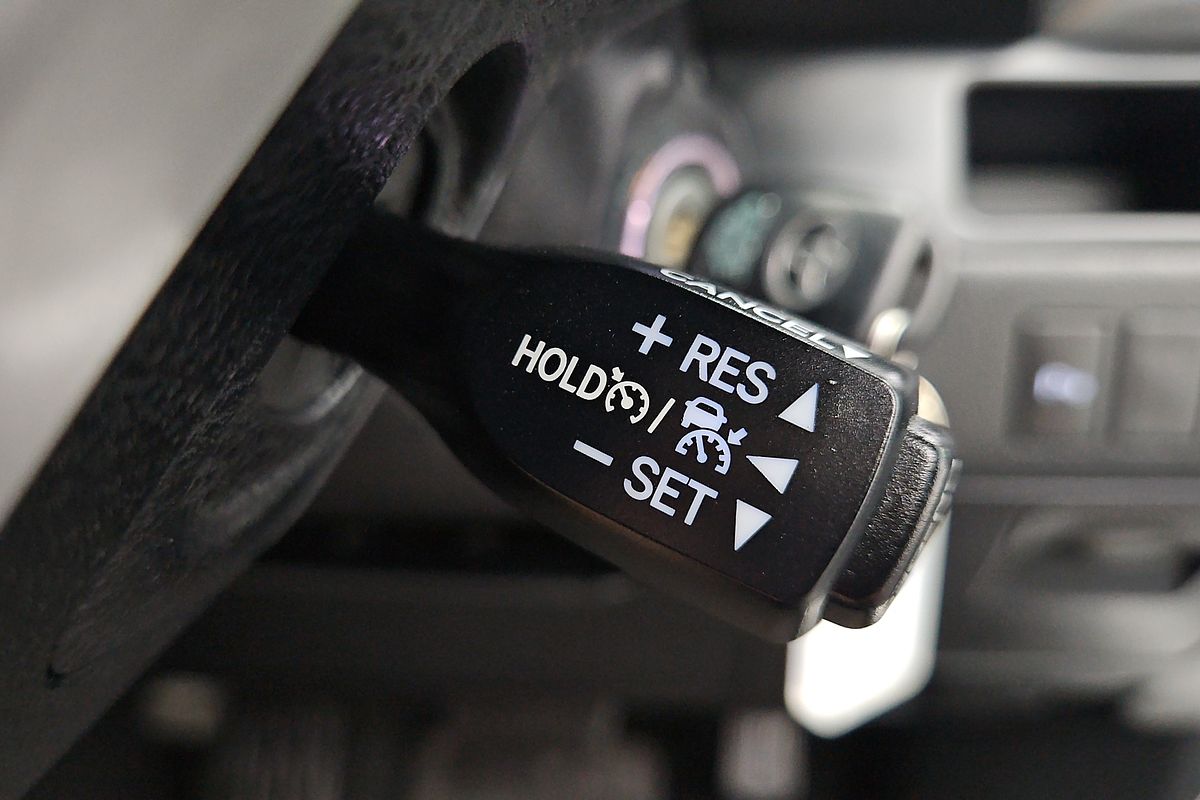 CANCEL
+ RES
HOLD /
− SET